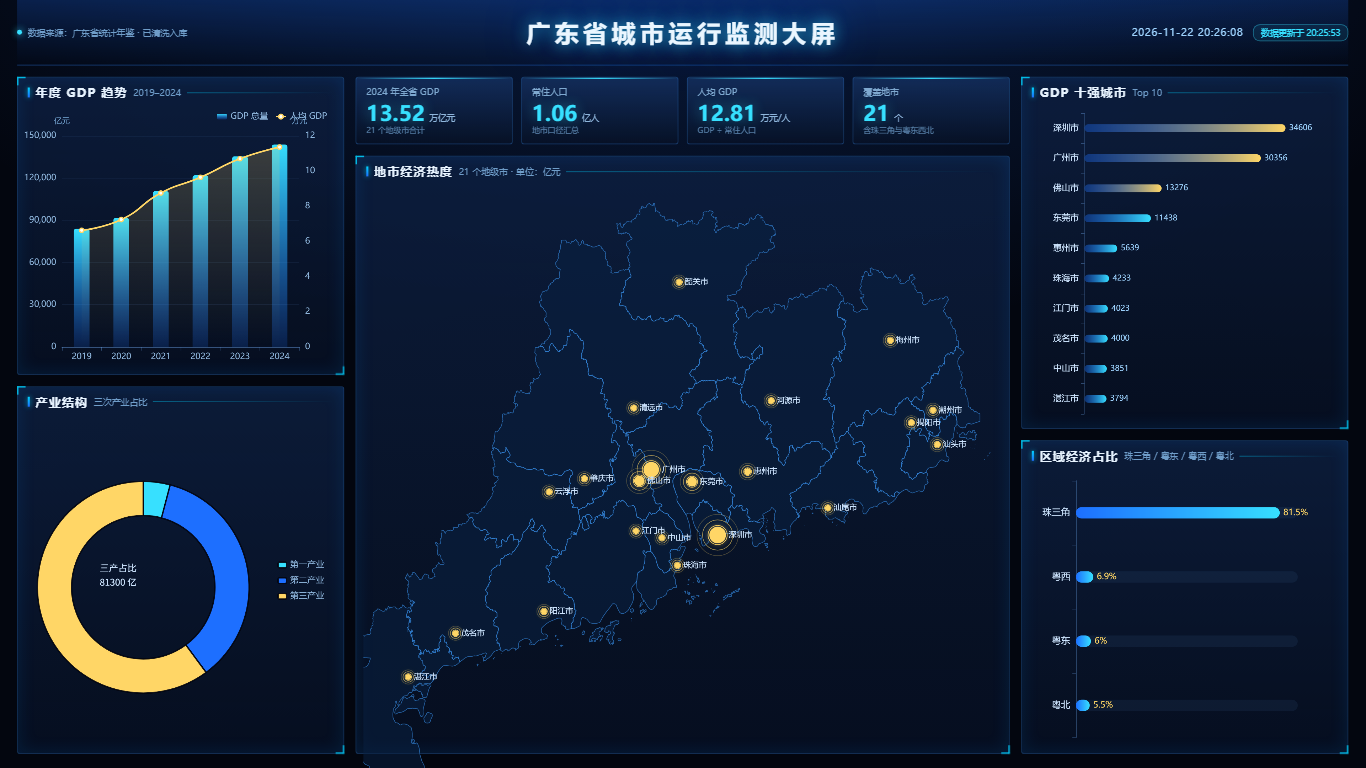 数据来源：广东省统计年鉴 · 已清洗入库
广东省城市运行监测大屏
2026-11-22 20:26:08
数据更新于 20:25:53
年度 GDP 趋势 2019–2024
GDP 总量
人均 GDP
亿元
万元
150,000
120,000
90,000
60,000
30,000
0
12
10
8
6
4
2
0
2019 2020 2021 2022 2023 2024
产业结构 三次产业占比
三产占比
81300 亿
第一产业
第二产业
第三产业
2024 年全省 GDP
13.52 万亿元
21 个地级市合计
常住人口
1.06 亿人
地市口径汇总
人均 GDP
12.81 万元/人
GDP ÷ 常住人口
覆盖地市
21 个
含珠三角与粤东西北
地市经济热度 21 个地级市 · 单位：亿元
韶关市
梅州市
清远市
河源市
潮州市
揭阳市
汕头市
广州市
惠州市
肇庆市
佛山市
东莞市
云浮市
汕尾市
江门市
中山市
深圳市
珠海市
阳江市
茂名市
湛江市
GDP 十强城市 Top 10
深圳市 34606
广州市 30356
佛山市 13276
东莞市 11438
惠州市 5639
珠海市 4233
江门市 4023
茂名市 4000
中山市 3851
湛江市 3794
区域经济占比 珠三角 / 粤东 / 粤西 / 粤北
珠三角 81.5%
粤西 6.9%
粤东 6%
粤北 5.5%